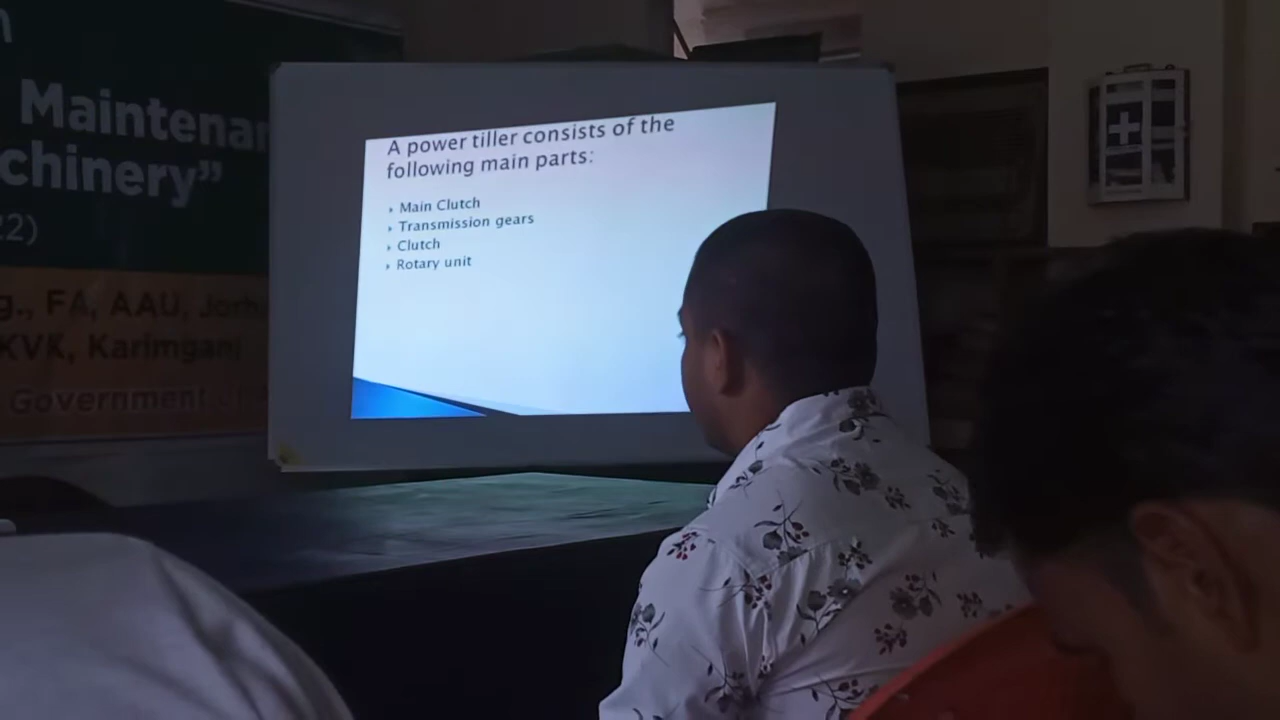 n
Maintenan
chinery”
22)
g., FA, AAU, Jorh
KVK, Karimganj
Government
A power tiller consists of the
following main parts:
Main Clutch
Transmission gears
Clutch
Rotary unit